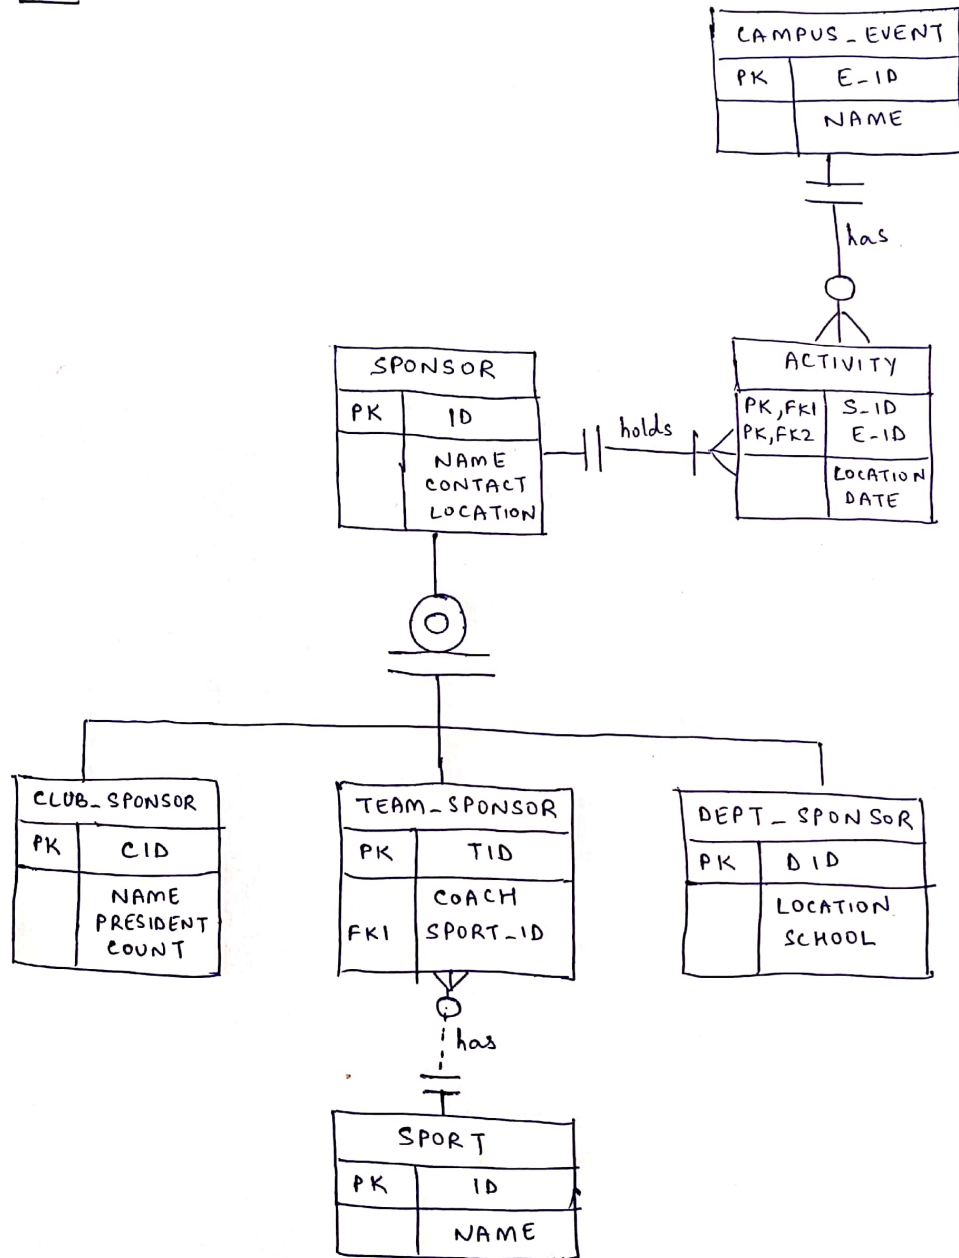 CAMPUS_EVENT
PK E_ID
NAME
has
SPONSOR
PK ID
NAME
CONTACT
LOCATION
holds
ACTIVITY
PK,FK1 S_ID
PK,FK2 E_ID
LOCATION
DATE
CLUB_SPONSOR
PK CID
NAME
PRESIDENT
COUNT
TEAM_SPONSOR
PK TID
COACH
FK1 SPORT_ID
DEPT_SPONSOR
PK DID
LOCATION
SCHOOL
has
SPORT
PK ID
NAME